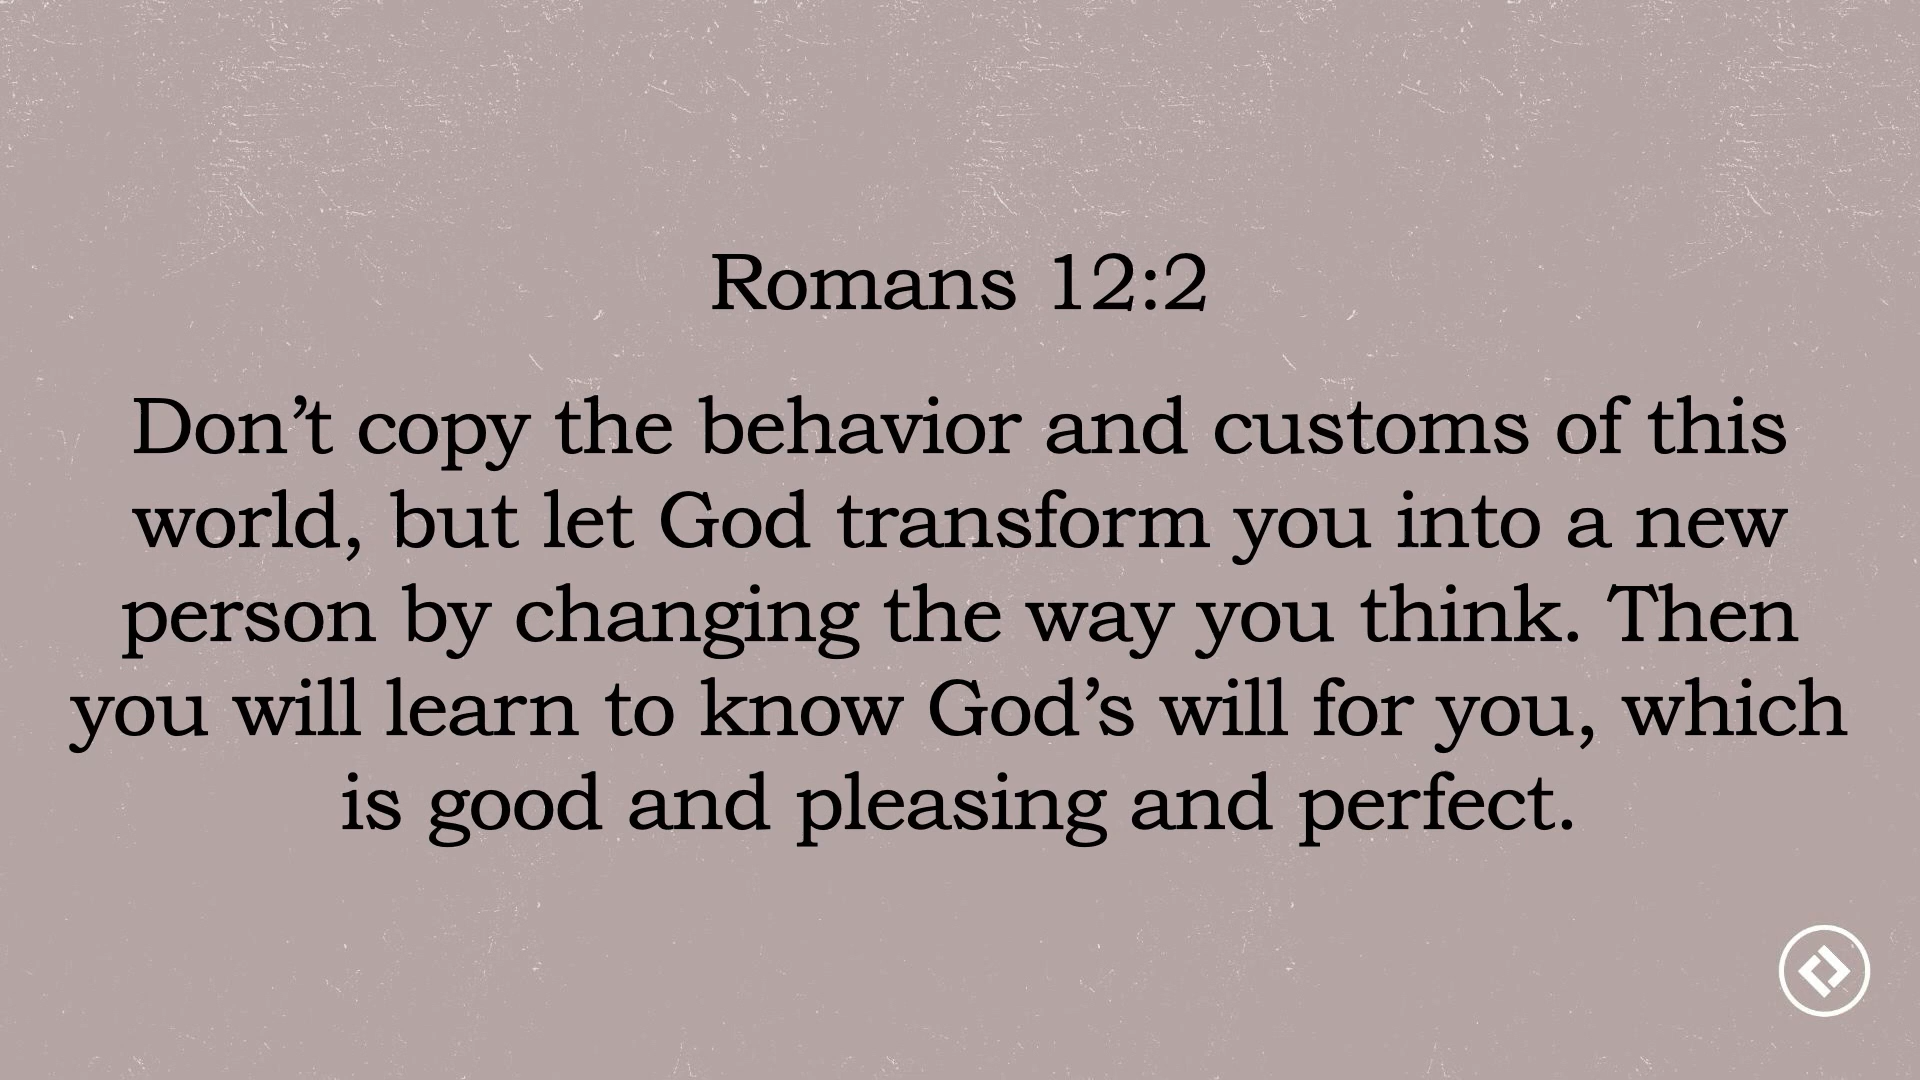 Romans 12:2
Don’t copy the behavior and customs of this
world, but let God transform you into a new
person by changing the way you think. Then
you will learn to know God’s will for you, which
is good and pleasing and perfect.